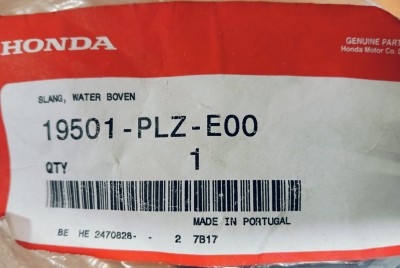 HONDA
GENUINE PART
Honda Motor Co.
SLANG, WATER BOVEN
19501-PLZ-E00
QTY 1
MADE IN PORTUGAL
BE HE 2470828- - 2 7B17